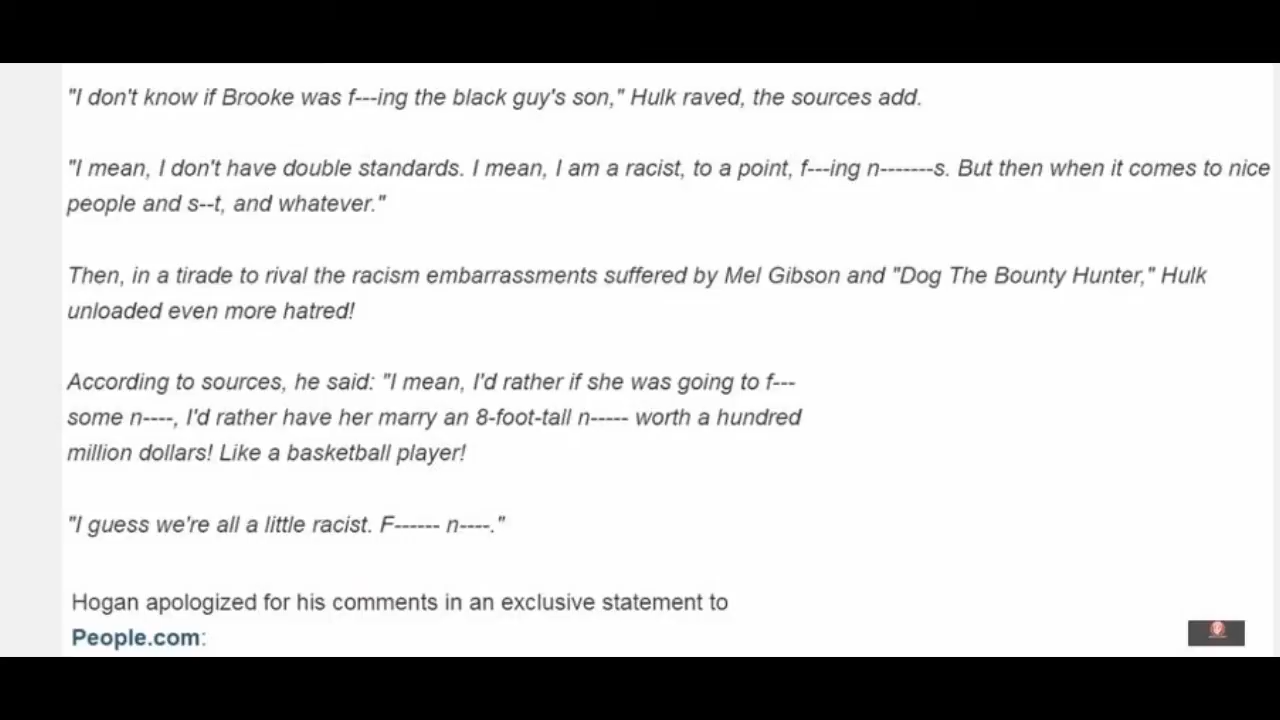 "I don't know if Brooke was f---ing the black guy's son," Hulk raved, the sources add.
"I mean, I don't have double standards. I mean, I am a racist, to a point, f---ing n-------s. But then when it comes to nice
people and s--t, and whatever."
Then, in a tirade to rival the racism embarrassments suffered by Mel Gibson and "Dog The Bounty Hunter," Hulk
unloaded even more hatred!
According to sources, he said: "I mean, I'd rather if she was going to f---
some n----, I'd rather have her marry an 8-foot-tall n----- worth a hundred
million dollars! Like a basketball player!
"I guess we're all a little racist. F------ n----."
Hogan apologized for his comments in an exclusive statement to
People.com: